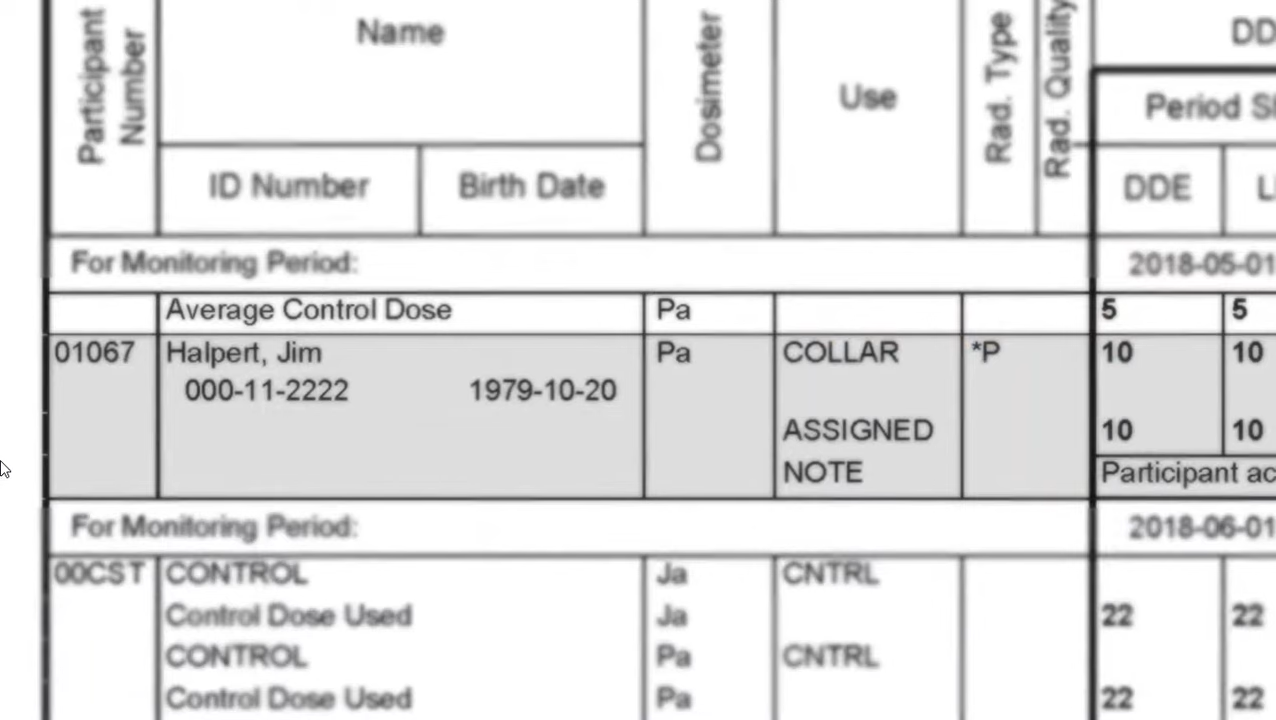 Participant Number
Name
Dosimeter
Use
Rad. Type
Rad. Quality
DD
Period S
ID Number Birth Date
DDE L
For Monitoring Period: 2018-05-01
Average Control Dose Pa 5 5
01067 Halpert, Jim Pa COLLAR *P 10 10
000-11-2222 1979-10-20
ASSIGNED 10 10
NOTE Participant ac
For Monitoring Period: 2018-06-01
00CST CONTROL Ja CNTRL
Control Dose Used Ja 22 22
CONTROL Pa CNTRL
Control Dose Used Pa 22 22